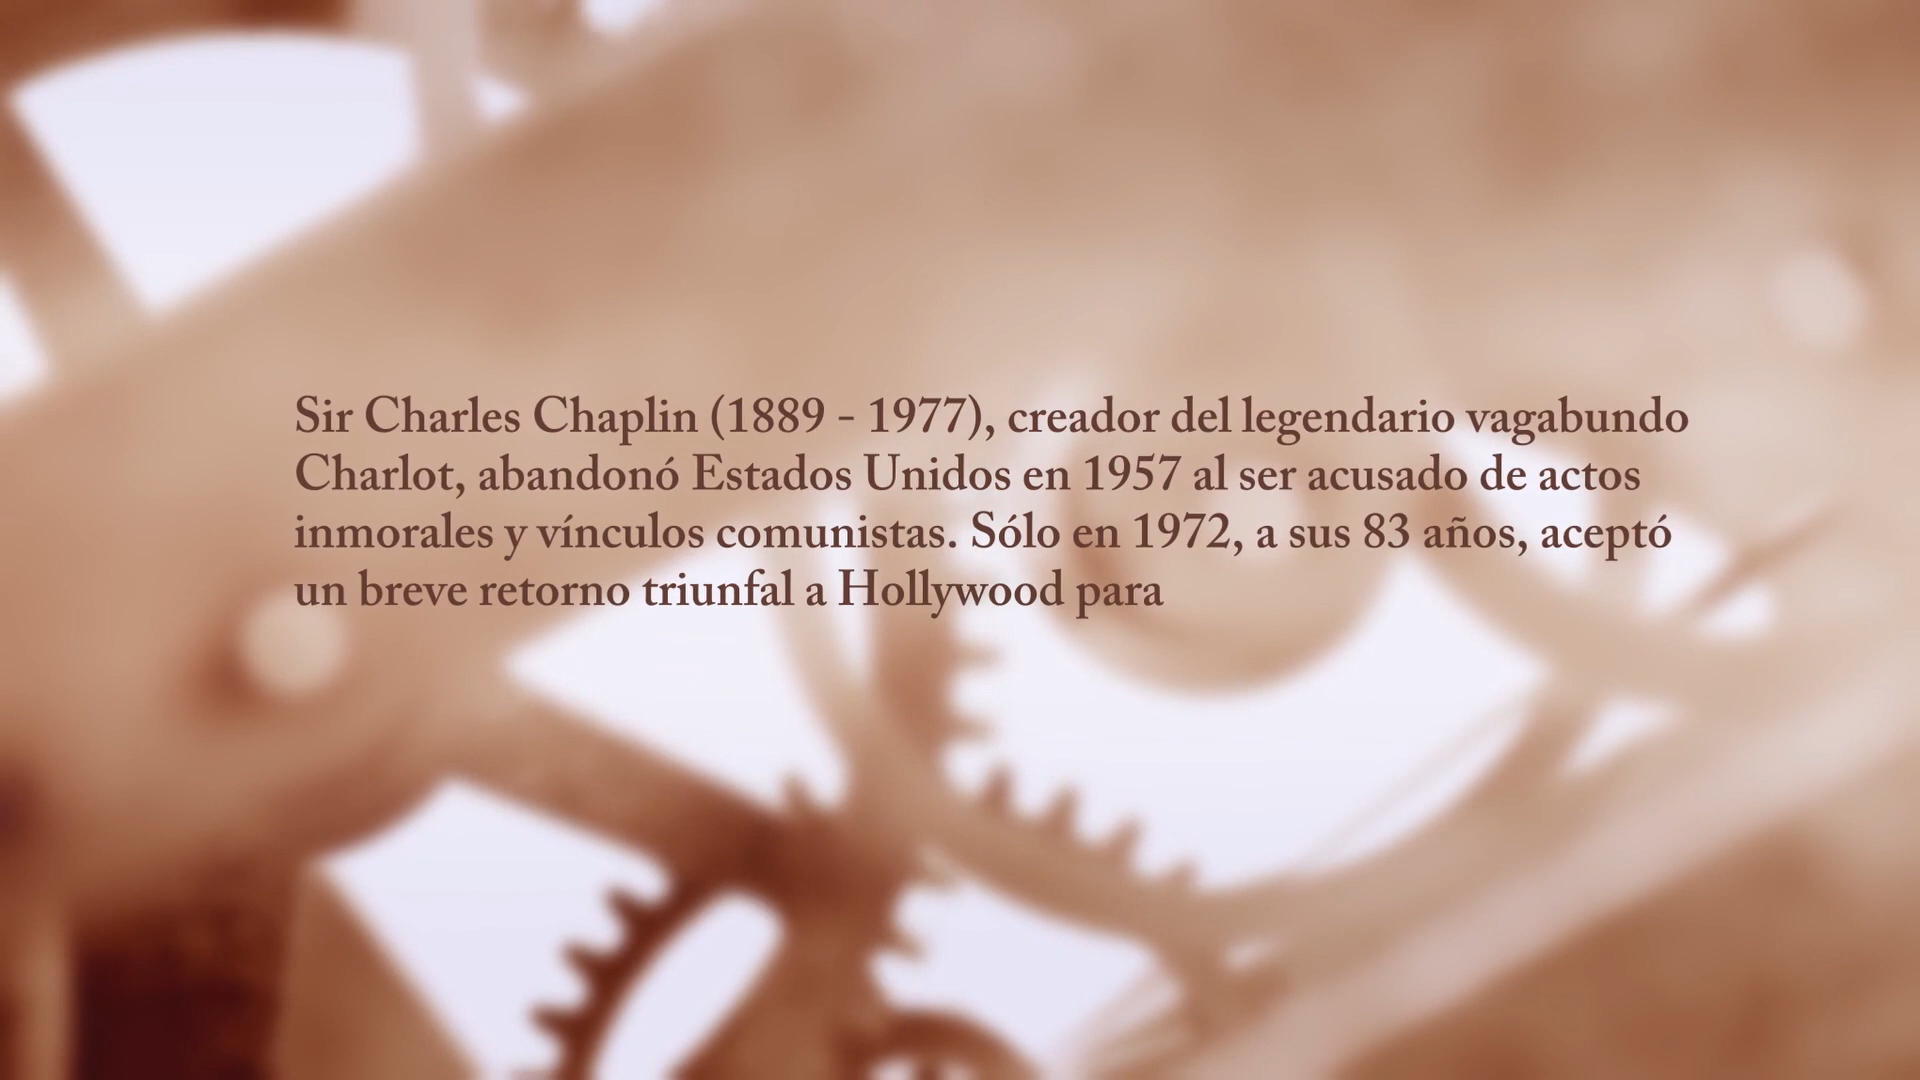 Sir Charles Chaplin (1889 - 1977), creador del legendario vagabundo
Charlot, abandonó Estados Unidos en 1957 al ser acusado de actos
inmorales y vínculos comunistas. Sólo en 1972, a sus 83 años, aceptó
un breve retorno triunfal a Hollywood para